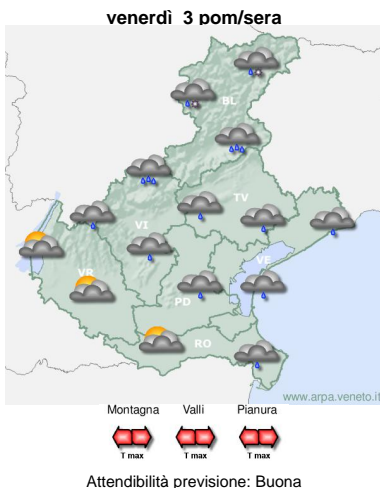 venerdì 3 pom/sera
BL
TV
VI
VR
VE
PD
RO
www.arpa.veneto.it
Montagna Valli Pianura
T max T max T max
Attendibilità previsione: Buona